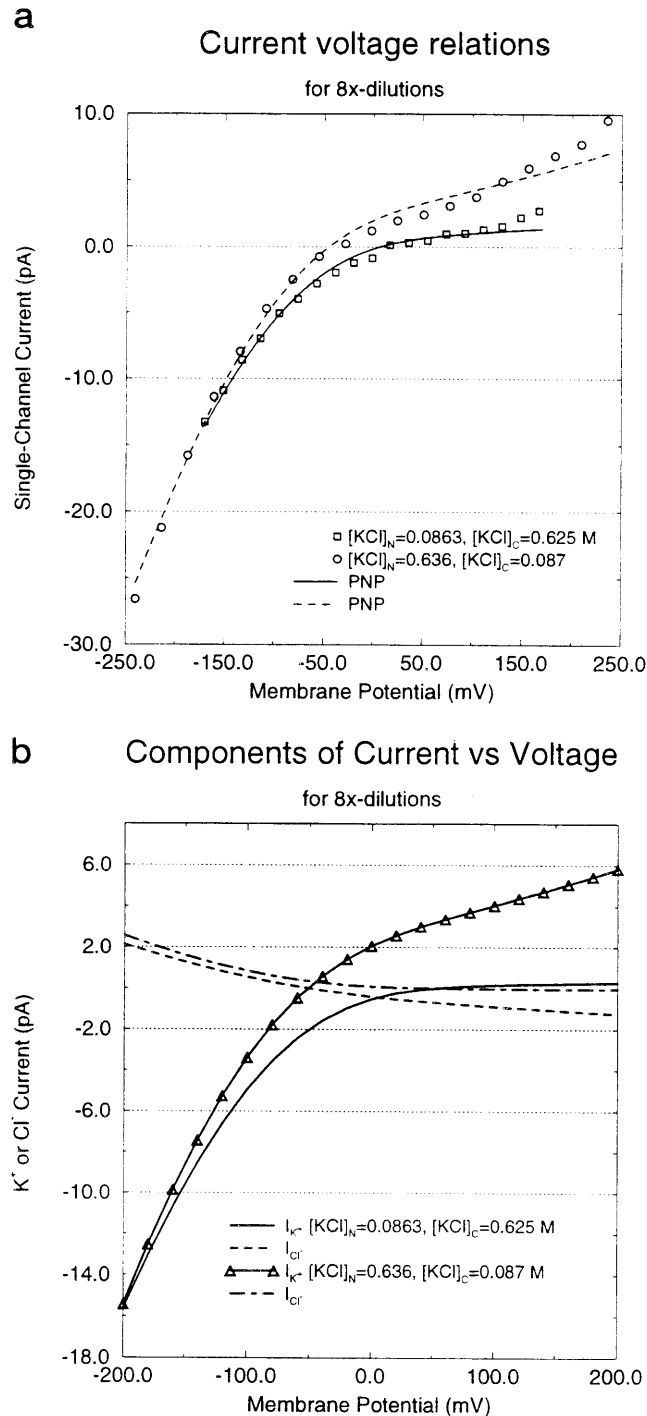 a
Current voltage relations
for 8x-dilutions
10.0
0.0
-10.0
-20.0
-30.0
Single-Channel Current (pA)
[KCl]N=0.0863, [KCl]C=0.625 M
[KCl]N=0.636, [KCl]C=0.087
PNP
PNP
-250.0 -150.0 -50.0 50.0 150.0 250.0
Membrane Potential (mV)
b
Components of Current vs Voltage
for 8x-dilutions
6.0
2.0
-2.0
-6.0
-10.0
-14.0
-18.0
K+ or Cl- Current (pA)
IK+ [KCl]N=0.0863, [KCl]C=0.625 M
ICl-
IK+ [KCl]N=0.636, [KCl]C=0.087 M
ICl-
-200.0 -100.0 0.0 100.0 200.0
Membrane Potential (mV)